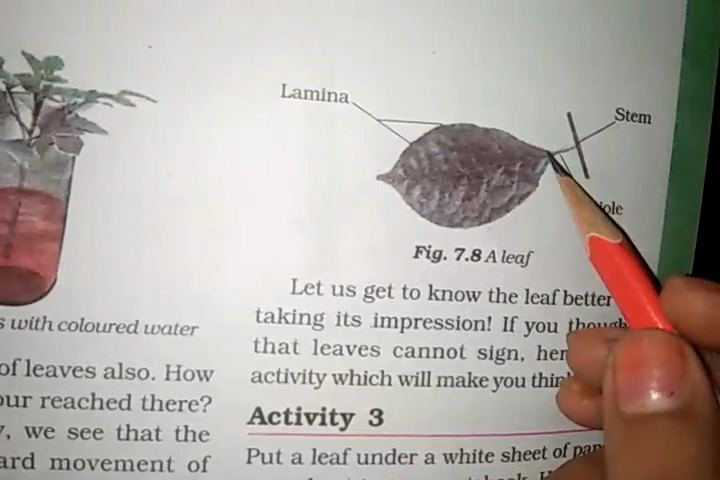 Lamina
Stem
Fig. 7.8 A leaf
Let us get to know the leaf better
taking its impression! If you
that leaves cannot sign,
activity which will make you
Activity 3
Put a leaf under a white sheet of
with coloured water
of leaves also. How
reached there?
we see that the
movement of